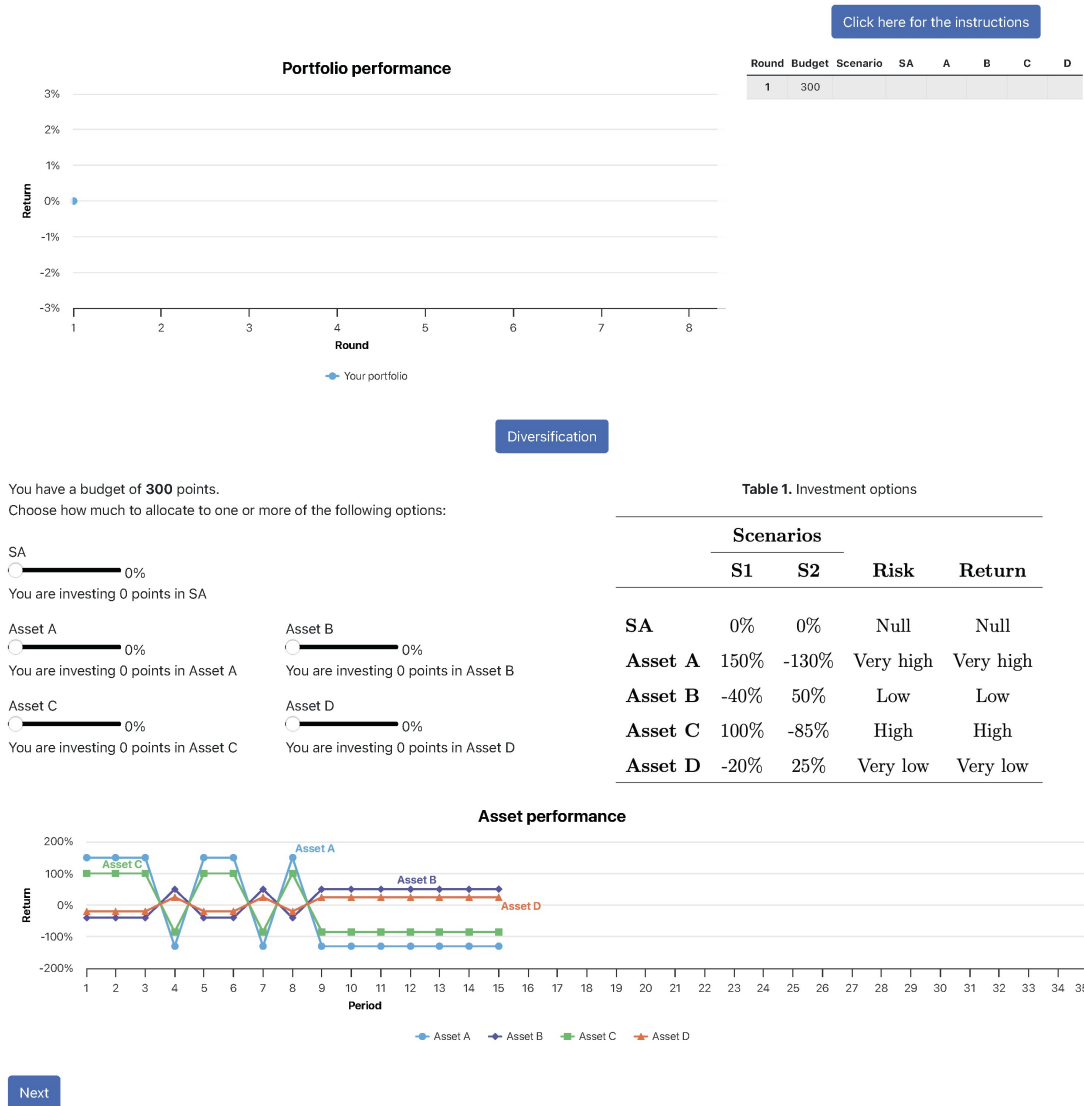 Click here for the instructions
Portfolio performance
3%
2%
1%
0%
-1%
-2%
-3%
Return
1 2 3 4 5 6 7 8
Round
Your portfolio
Round Budget Scenario SA A B C D
1 300
Diversification
You have a budget of 300 points.
Choose how much to allocate to one or more of the following options:
SA
0%
You are investing 0 points in SA
Asset A Asset B
0% 0%
You are investing 0 points in Asset A You are investing 0 points in Asset B
Asset C Asset D
0% 0%
You are investing 0 points in Asset C You are investing 0 points in Asset D
Table 1. Investment options
Scenarios
S1 S2 Risk Return
SA 0% 0% Null Null
Asset A 150% -130% Very high Very high
Asset B -40% 50% Low Low
Asset C 100% -85% High High
Asset D -20% 25% Very low Very low
Asset performance
200%
100%
0%
-100%
-200%
Return
Asset A
Asset C
Asset B
Asset D
1 2 3 4 5 6 7 8 9 10 11 12 13 14 15 16 17 18 19 20 21 22 23 24 25 26 27 28 29 30 31 32 33 34
Period
Asset A Asset B Asset C Asset D
Next